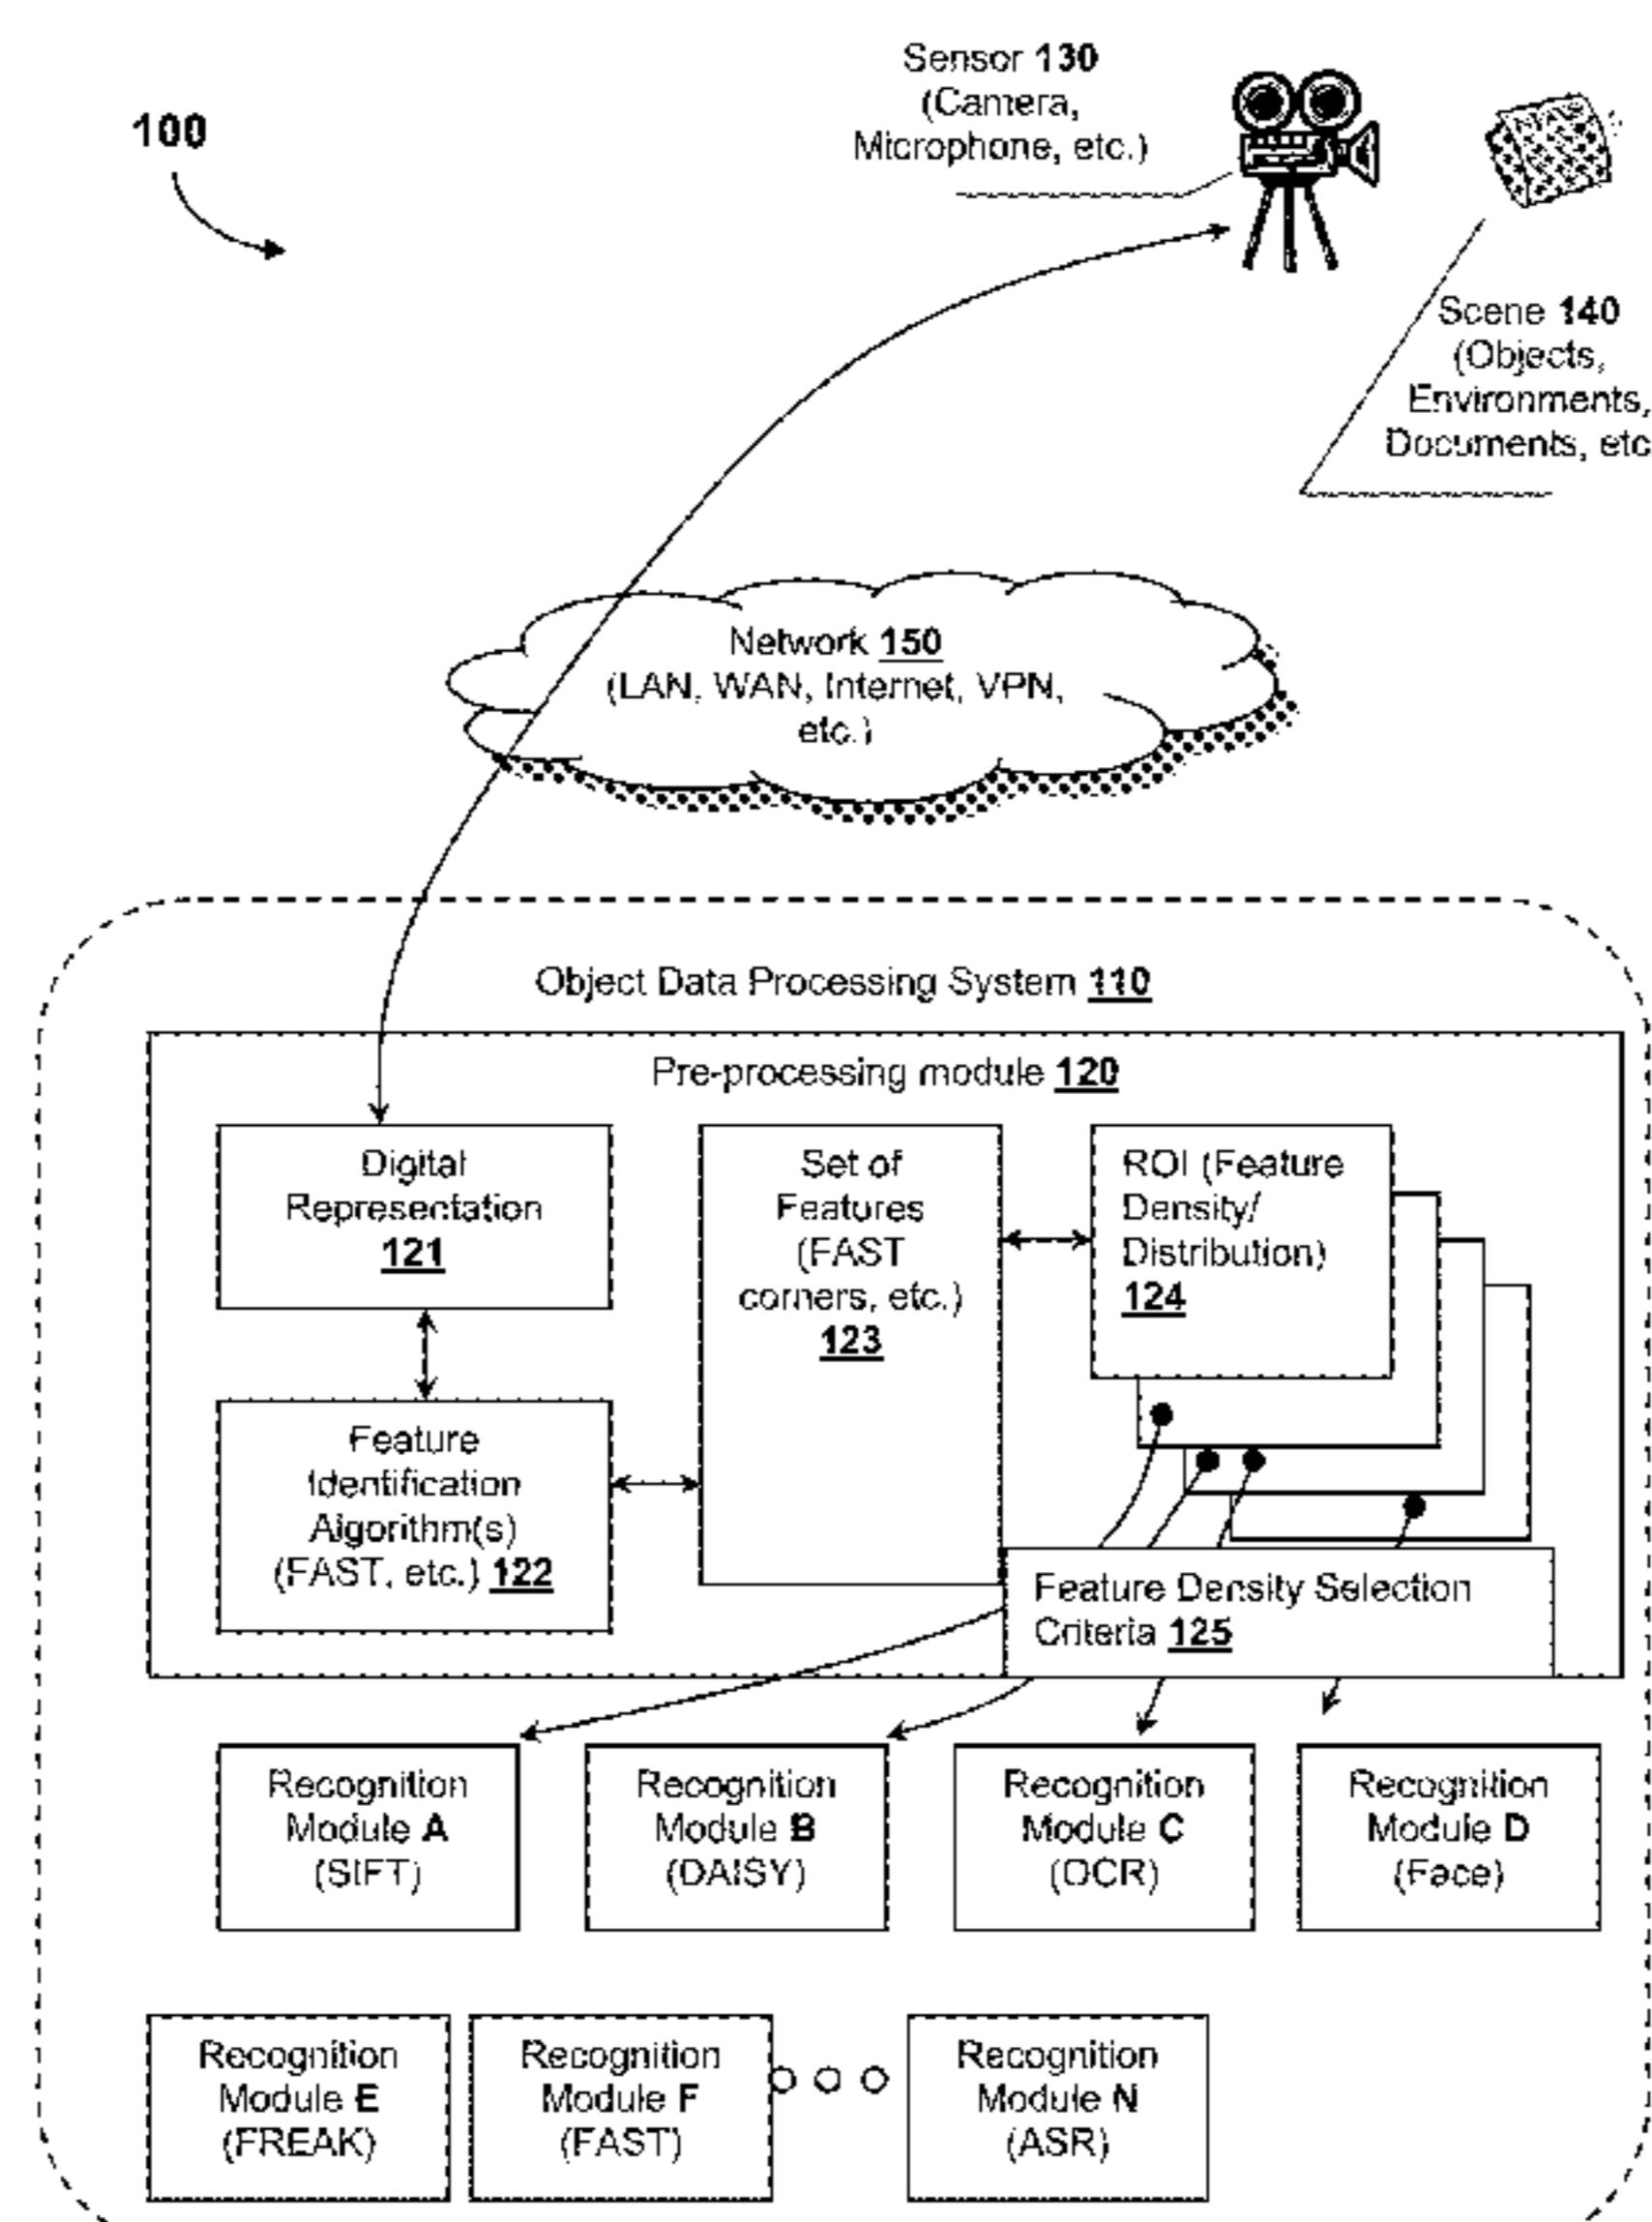 100
Sensor 130
(Camera,
Microphone, etc.)
Scene 140
(Objects,
Environments,
Documents, etc
Network 150
(LAN, WAN, Internet, VPN,
etc.)
Object Data Processing System 110
Pre-processing module 120
Digital
Representation
121
Feature
Identification
Algorithm(s)
(FAST, etc.) 122
Set of
Features
(FAST
corners, etc.)
123
ROI (Feature
Density/
Distribution)
124
Feature Density Selection
Criteria 125
Recognition
Module A
(SIFT)
Recognition
Module B
(DAISY)
Recognition
Module C
(OCR)
Recognition
Module D
(Face)
Recognition
Module E
(FREAK)
Recognition
Module F
(FAST)
Recognition
Module N
(ASR)